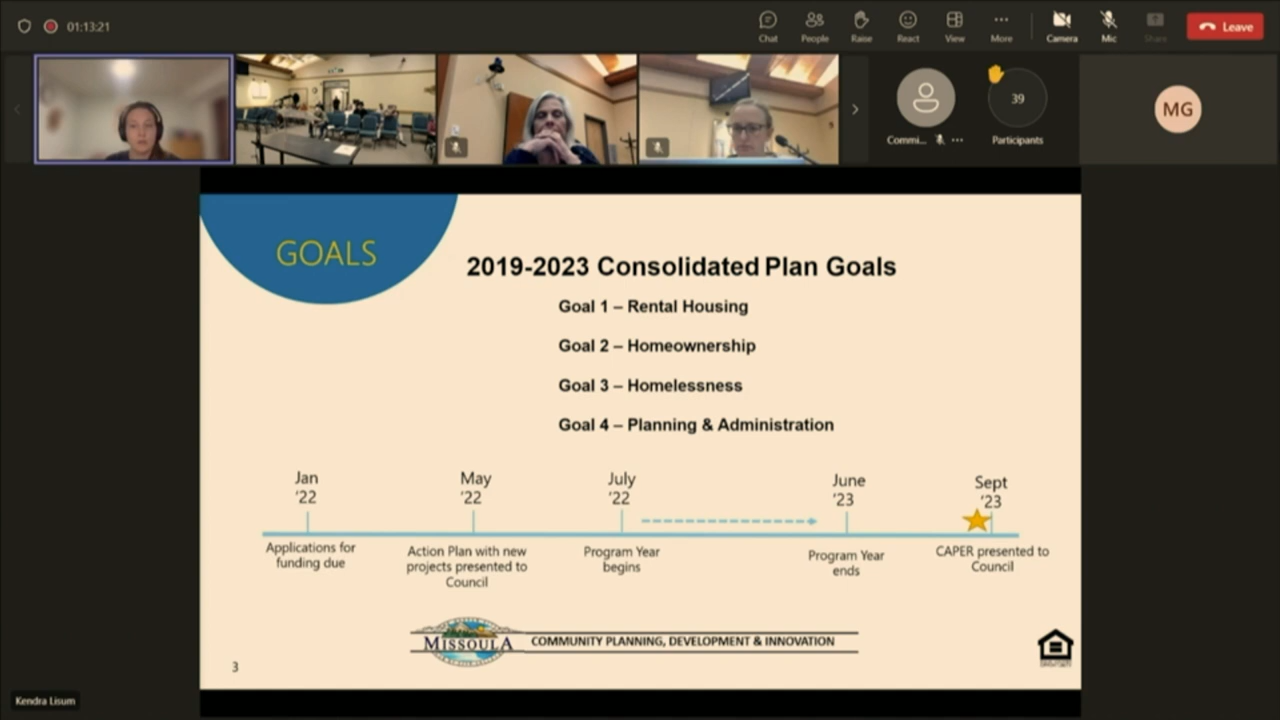 01:13:21
Chat
People
Raise
React
View
More
Camera
Mic
Share
Leave
39
Commi...
Participants
MG
GOALS
2019-2023 Consolidated Plan Goals
Goal 1 – Rental Housing
Goal 2 – Homeownership
Goal 3 – Homelessness
Goal 4 – Planning & Administration
Jan
'22
May
'22
July
'22
June
'23
Sept
'23
Applications for
funding due
Action Plan with new
projects presented to
Council
Program Year
begins
Program Year
ends
CAPER presented to
Council
MISSOULA
COMMUNITY PLANNING, DEVELOPMENT & INNOVATION
3
Kendra Lisum